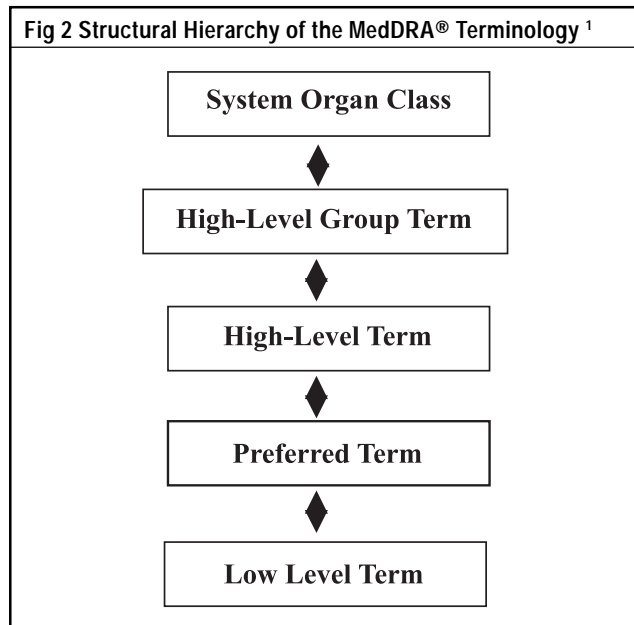 Fig 2 Structural Hierarchy of the MedDRA® Terminology ¹
System Organ Class
High-Level Group Term
High-Level Term
Preferred Term
Low Level Term